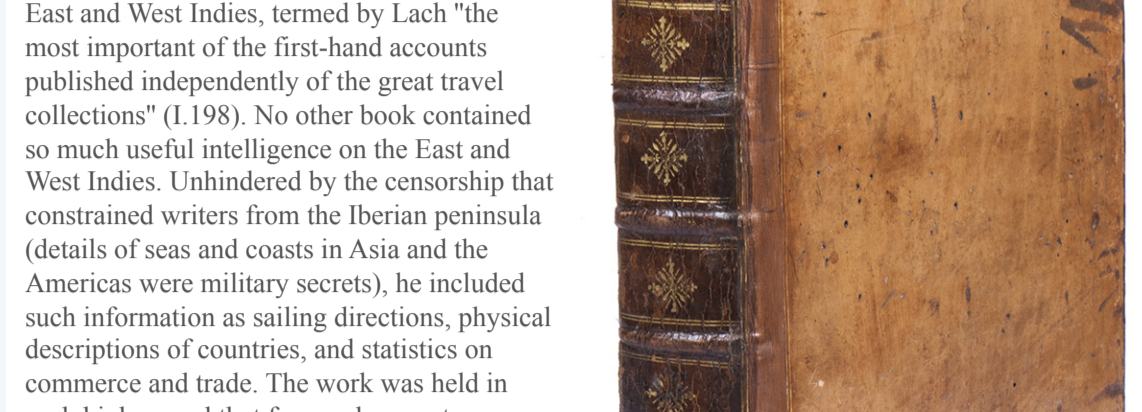 East and West Indies, termed by Lach "the
most important of the first-hand accounts
published independently of the great travel
collections" (I.198). No other book contained
so much useful intelligence on the East and
West Indies. Unhindered by the censorship that
constrained writers from the Iberian peninsula
(details of seas and coasts in Asia and the
Americas were military secrets), he included
such information as sailing directions, physical
descriptions of countries, and statistics on
commerce and trade. The work was held in